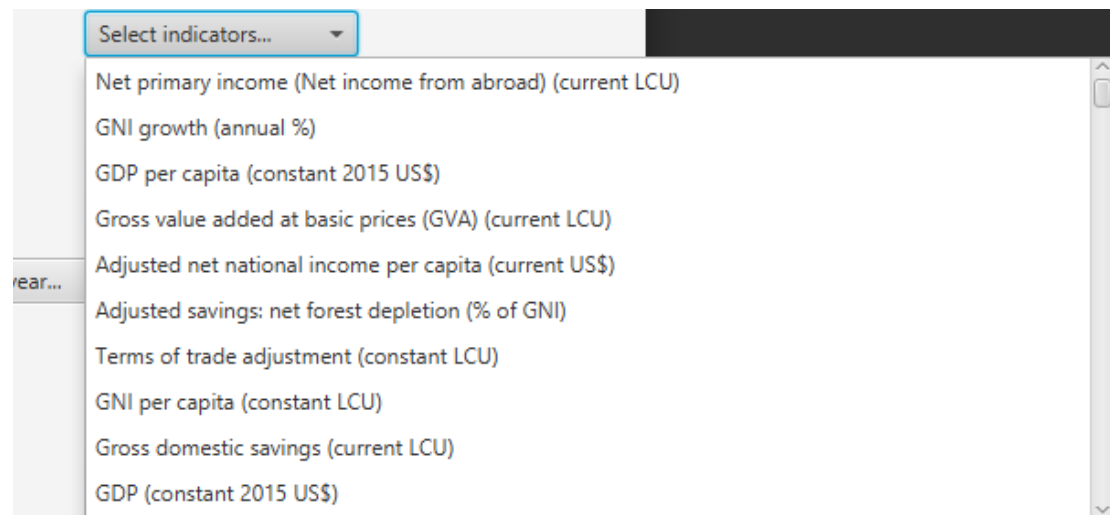 Select indicators...
Net primary income (Net income from abroad) (current LCU)
GNI growth (annual %)
GDP per capita (constant 2015 US$)
Gross value added at basic prices (GVA) (current LCU)
Adjusted net national income per capita (current US$)
year...
Adjusted savings: net forest depletion (% of GNI)
Terms of trade adjustment (constant LCU)
GNI per capita (constant LCU)
Gross domestic savings (current LCU)
GDP (constant 2015 US$)